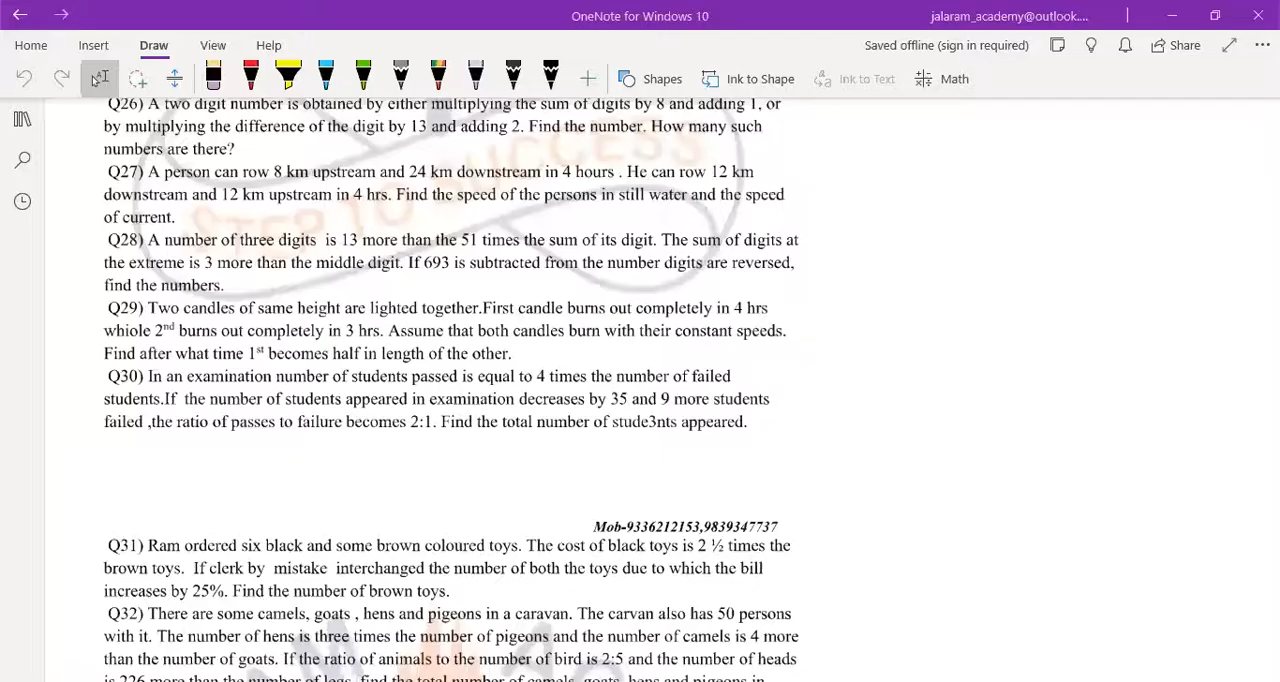 OneNote for Windows 10
jalaram_academy@outlook....
Home Insert Draw View Help
Saved offline (sign in required) Share
Shapes Ink to Shape Ink to Text Math
Q26) A two digit number is obtained by either multiplying the sum of digits by 8 and adding 1, or
by multiplying the difference of the digit by 13 and adding 2. Find the number. How many such
numbers are there?
Q27) A person can row 8 km upstream and 24 km downstream in 4 hours . He can row 12 km
downstream and 12 km upstream in 4 hrs. Find the speed of the persons in still water and the speed
of current.
Q28) A number of three digits is 13 more than the 51 times the sum of its digit. The sum of digits at
the extreme is 3 more than the middle digit. If 693 is subtracted from the number digits are reversed,
find the numbers.
Q29) Two candles of same height are lighted together.First candle burns out completely in 4 hrs
whiole 2nd burns out completely in 3 hrs. Assume that both candles burn with their constant speeds.
Find after what time 1st becomes half in length of the other.
Q30) In an examination number of students passed is equal to 4 times the number of failed
students.If the number of students appeared in examination decreases by 35 and 9 more students
failed ,the ratio of passes to failure becomes 2:1. Find the total number of stude3nts appeared.
Mob-9336212153,9839347737
Q31) Ram ordered six black and some brown coloured toys. The cost of black toys is 2 ½ times the
brown toys. If clerk by mistake interchanged the number of both the toys due to which the bill
increases by 25%. Find the number of brown toys.
Q32) There are some camels, goats , hens and pigeons in a caravan. The carvan also has 50 persons
with it. The number of hens is three times the number of pigeons and the number of camels is 4 more
than the number of goats. If the ratio of animals to the number of bird is 2:5 and the number of heads
is 226 more than the number of legs, find the total number of camels, goats, hens and pigeons in
STEP TO SUCCESS